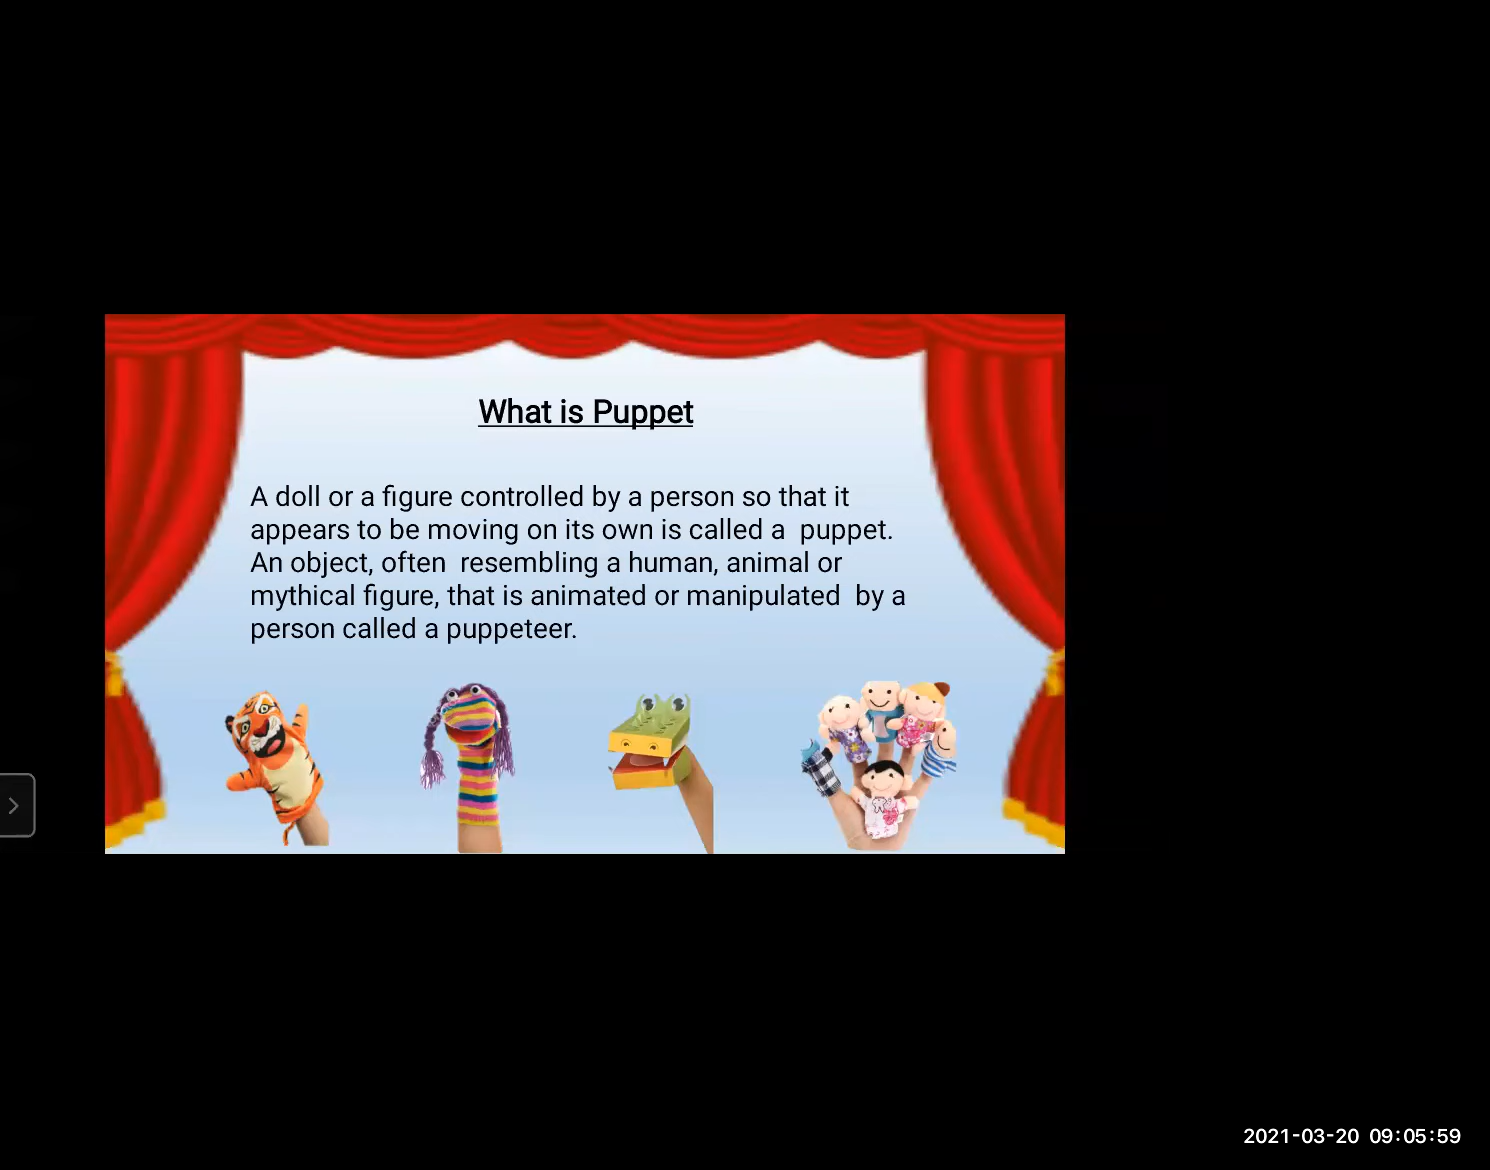 What is Puppet
A doll or a figure controlled by a person so that it
appears to be moving on its own is called a  puppet.
An object, often  resembling a human, animal or
mythical figure, that is animated or manipulated  by a
person called a puppeteer.
2021-03-20 09:05:59